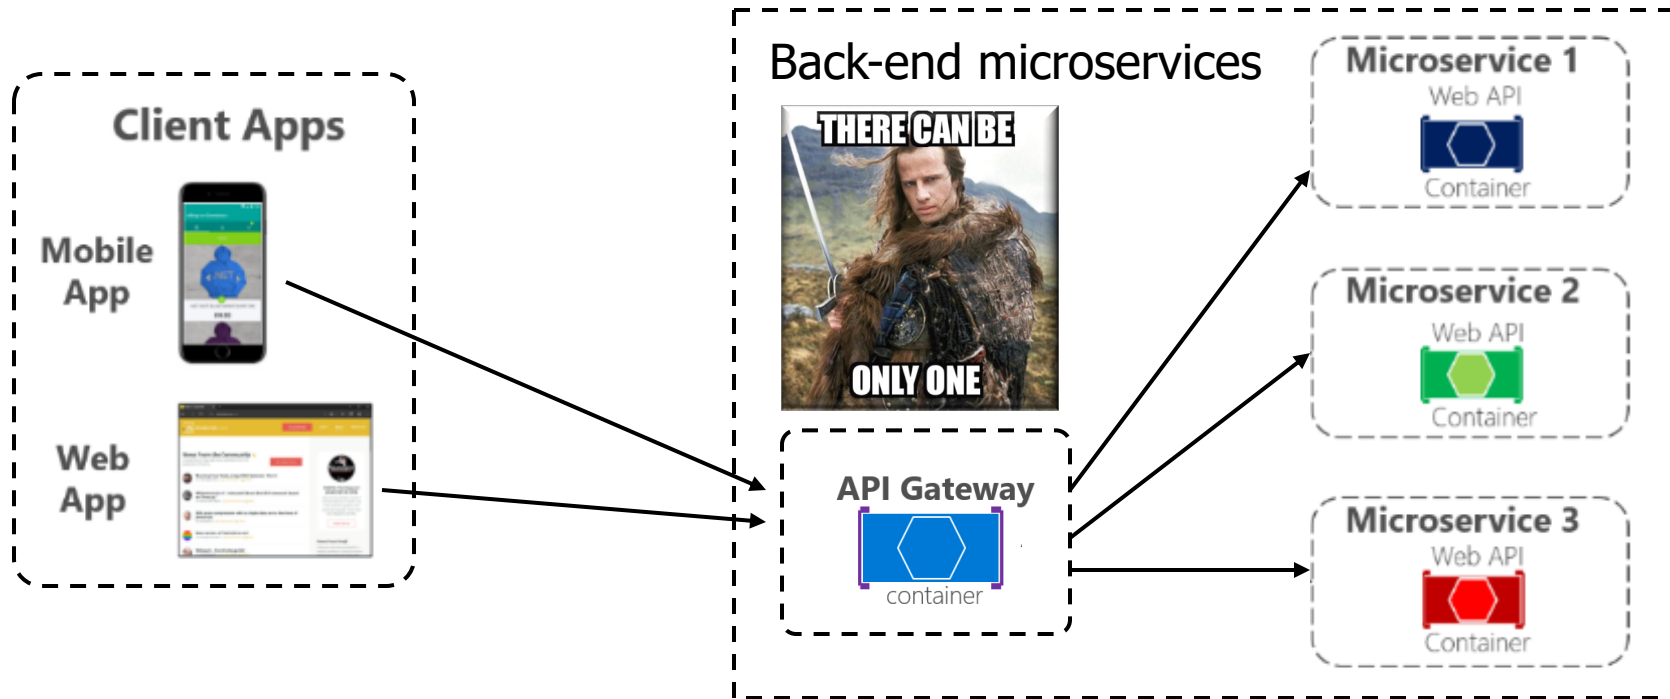 Back-end microservices
Client Apps
Mobile
App
Web
App
THERE CAN BE
ONLY ONE
API Gateway
container
Microservice 1
Web API
Container
Microservice 2
Web API
Container
Microservice 3
Web API
Container
.NET